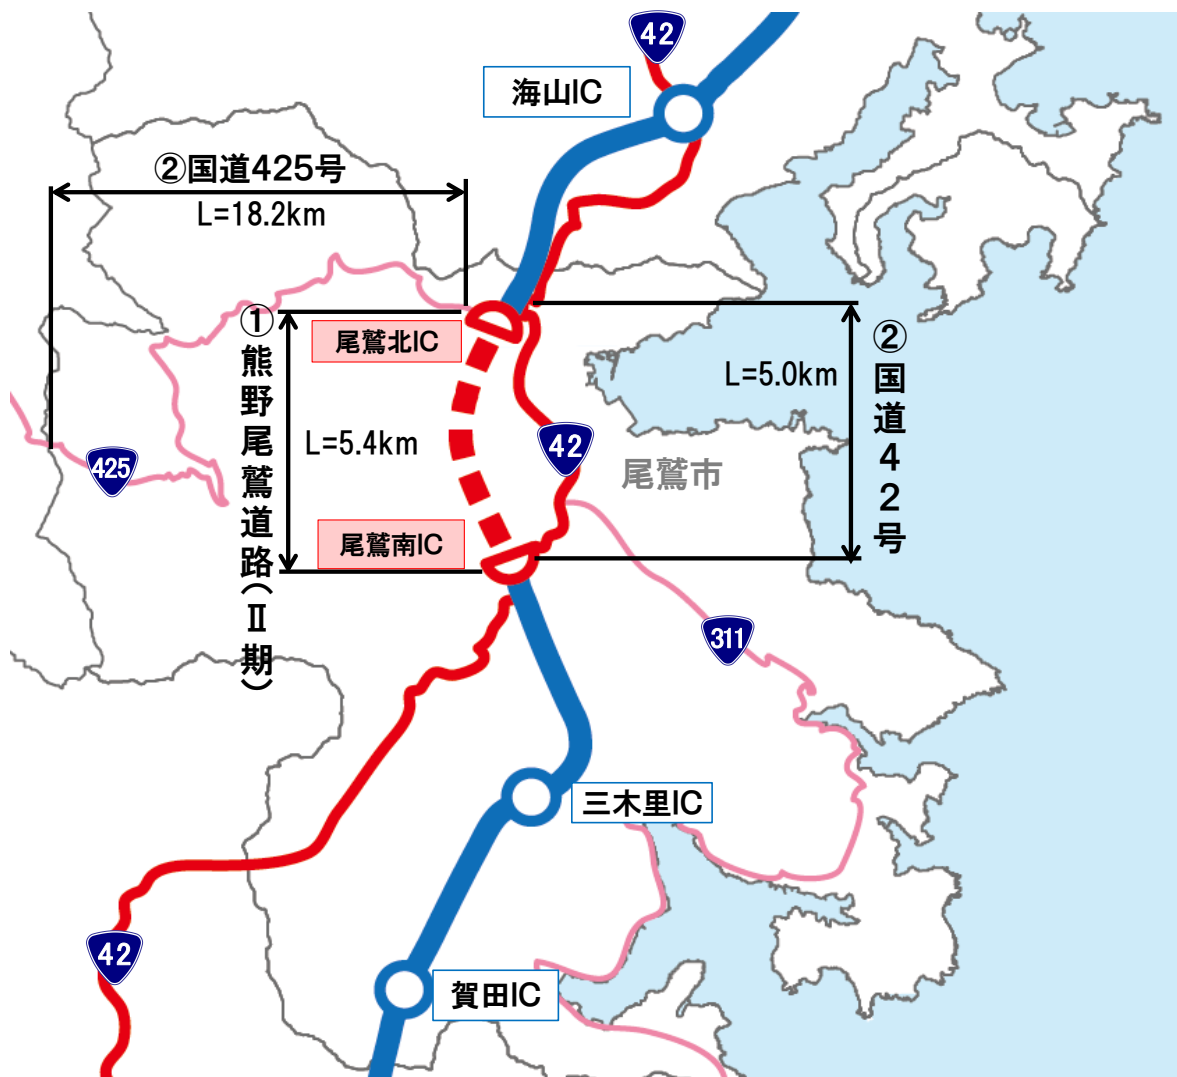 42
海山IC
②国道425号
L=18.2km
①熊野尾鷲道路(Ⅱ期)
尾鷲北IC
②国道42号
L=5.0km
L=5.4km
42
425
尾鷲市
尾鷲南IC
311
三木里IC
42
賀田IC